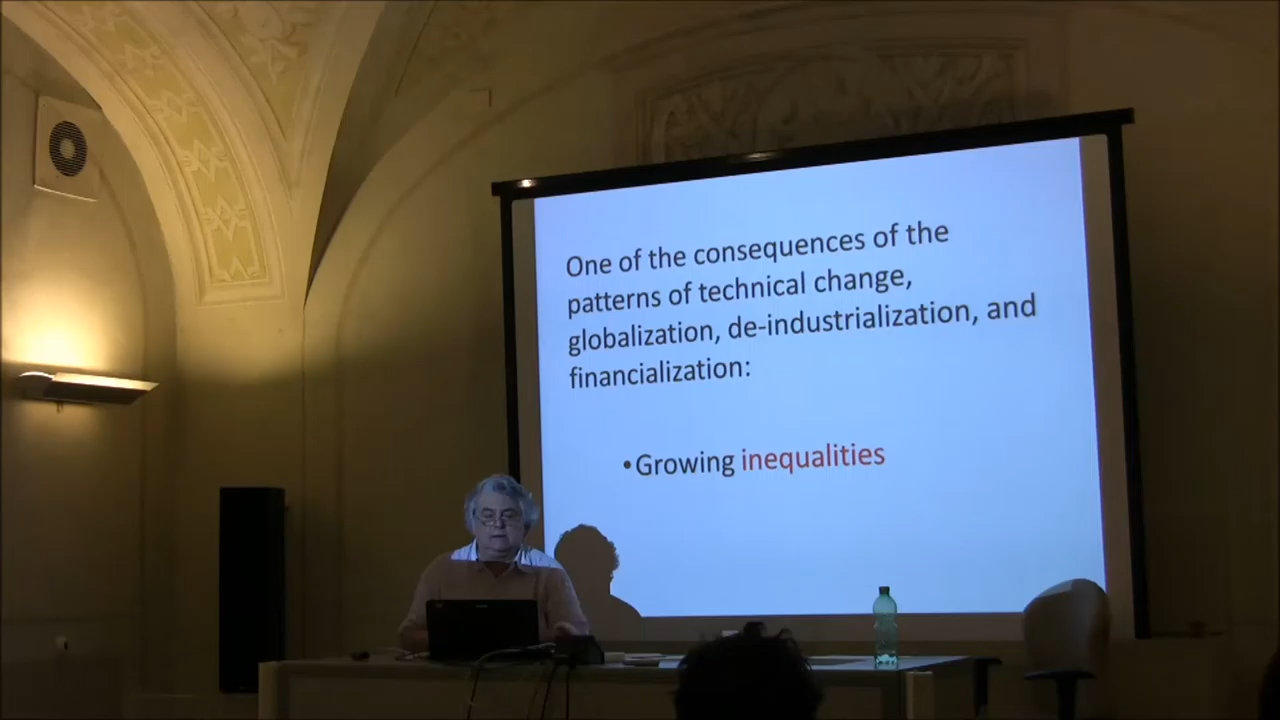 One of the consequences of the
patterns of technical change,
globalization, de-industrialization, and
financialization:
•Growing inequalities